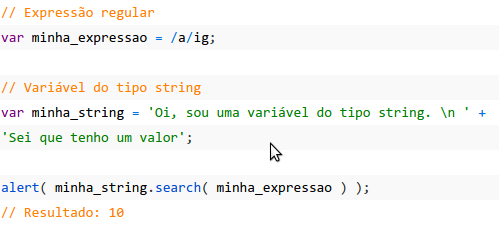 // Expressão regular
var minha_expressao = /a/ig;
// Variável do tipo string
var minha_string = 'Oi, sou uma variável do tipo string. \n ' +
'Sei que tenho um valor';
alert( minha_string.search( minha_expressao ) );
// Resultado: 10